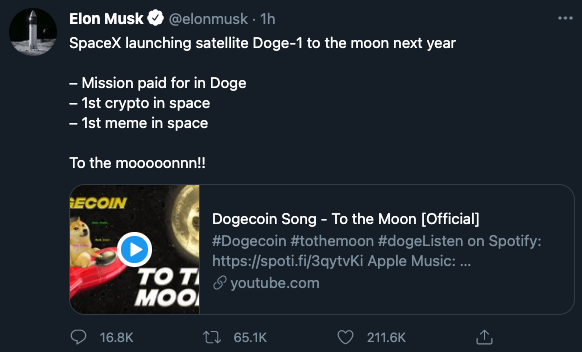 Elon Musk @elonmusk · 1h
SpaceX launching satellite Doge-1 to the moon next year
– Mission paid for in Doge
– 1st crypto in space
– 1st meme in space
To the mooooonnn!!
ECOIN
TO T
MOO
Dogecoin Song - To the Moon [Official]
#Dogecoin #tothemoon #dogeListen on Spotify:
https://spoti.fi/3qytvKi Apple Music: ...
youtube.com
16.8K
65.1K
211.6K